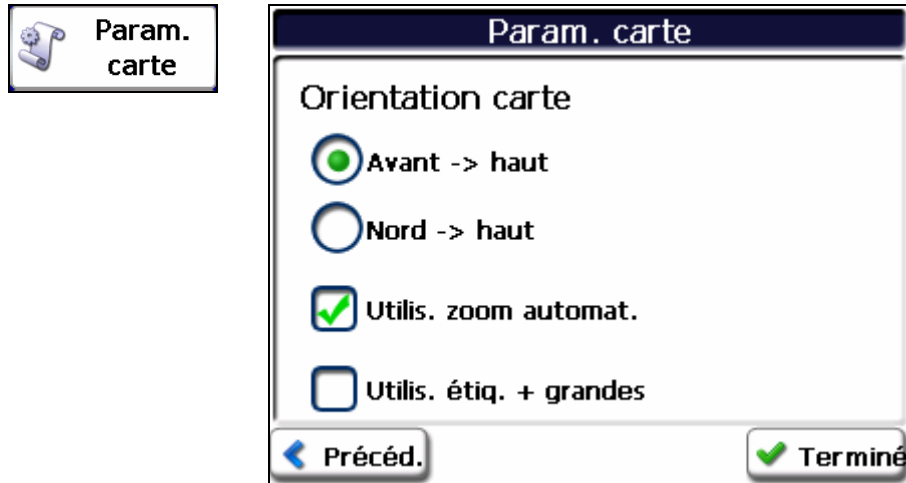 Param.
carte
Param. carte
Orientation carte
Avant -> haut
Nord -> haut
Utilis. zoom automat.
Utilis. étiq. + grandes
Précéd.
Terminé